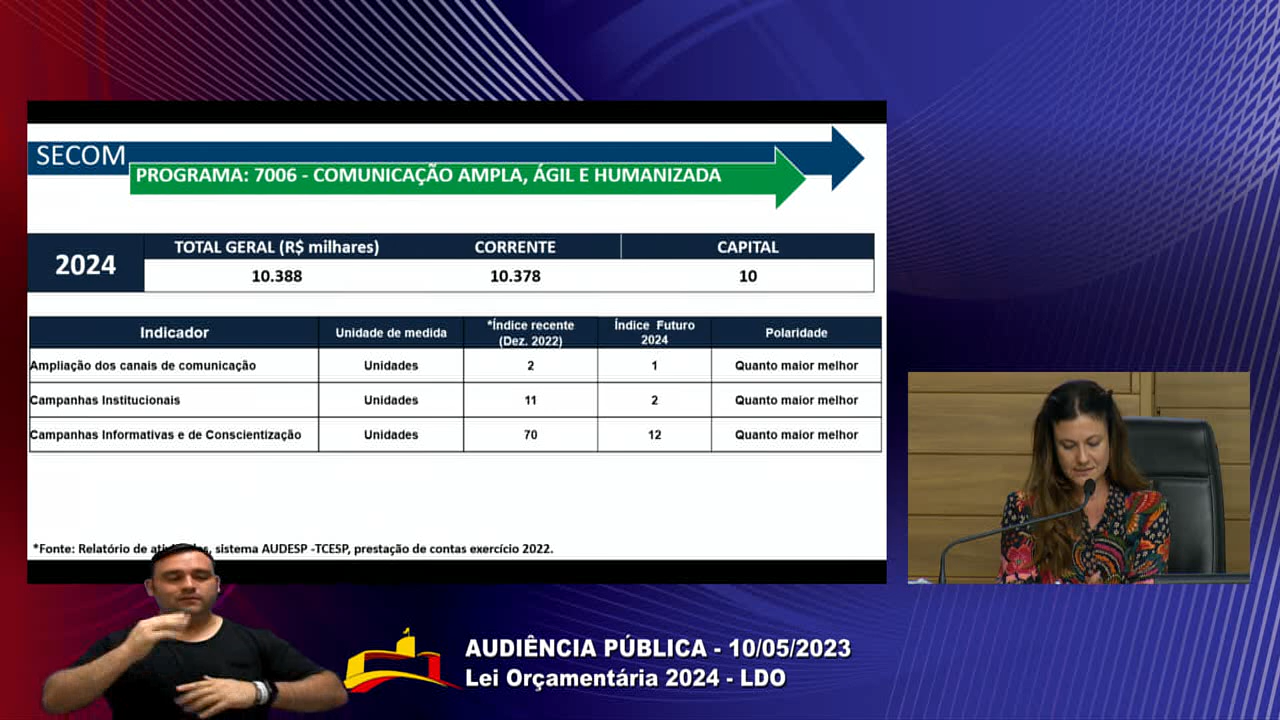 SECOM
PROGRAMA: 7006 - COMUNICAÇÃO AMPLA, ÁGIL E HUMANIZADA
2024
TOTAL GERAL (R$ milhares) CORRENTE CAPITAL
10.388 10.378 10
Indicador Unidade de medida *Índice recente (Dez. 2022) Índice Futuro 2024 Polaridade
Ampliação dos canais de comunicação Unidades 2 1 Quanto maior melhor
Campanhas Institucionais Unidades 11 2 Quanto maior melhor
Campanhas Informativas e de Conscientização Unidades 70 12 Quanto maior melhor
*Fonte: Relatório de sistema AUDESP -TCESP, prestação de contas exercício 2022.
AUDIÊNCIA PÚBLICA - 10/05/2023
Lei Orçamentária 2024 - LDO